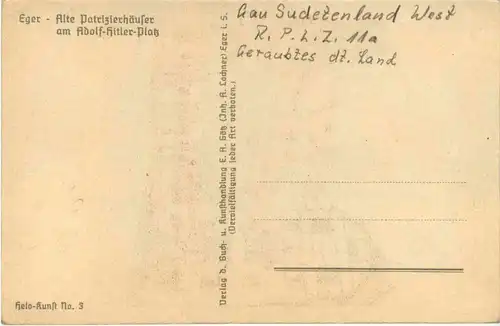 Eger - Alte Patrizierhäuser
am Adolf-Hitler-Platz
Gau Sudetenland West
R. P. L. Z. 11a
Geraubtes dt. Land
Verlag d. Buch- u. Kunsthandlung E. A. Götz (Inh. A. Lochner) Eger i. S.
(Vervielfältigung jeder Art verboten.)
Helo-Kunst No. 3